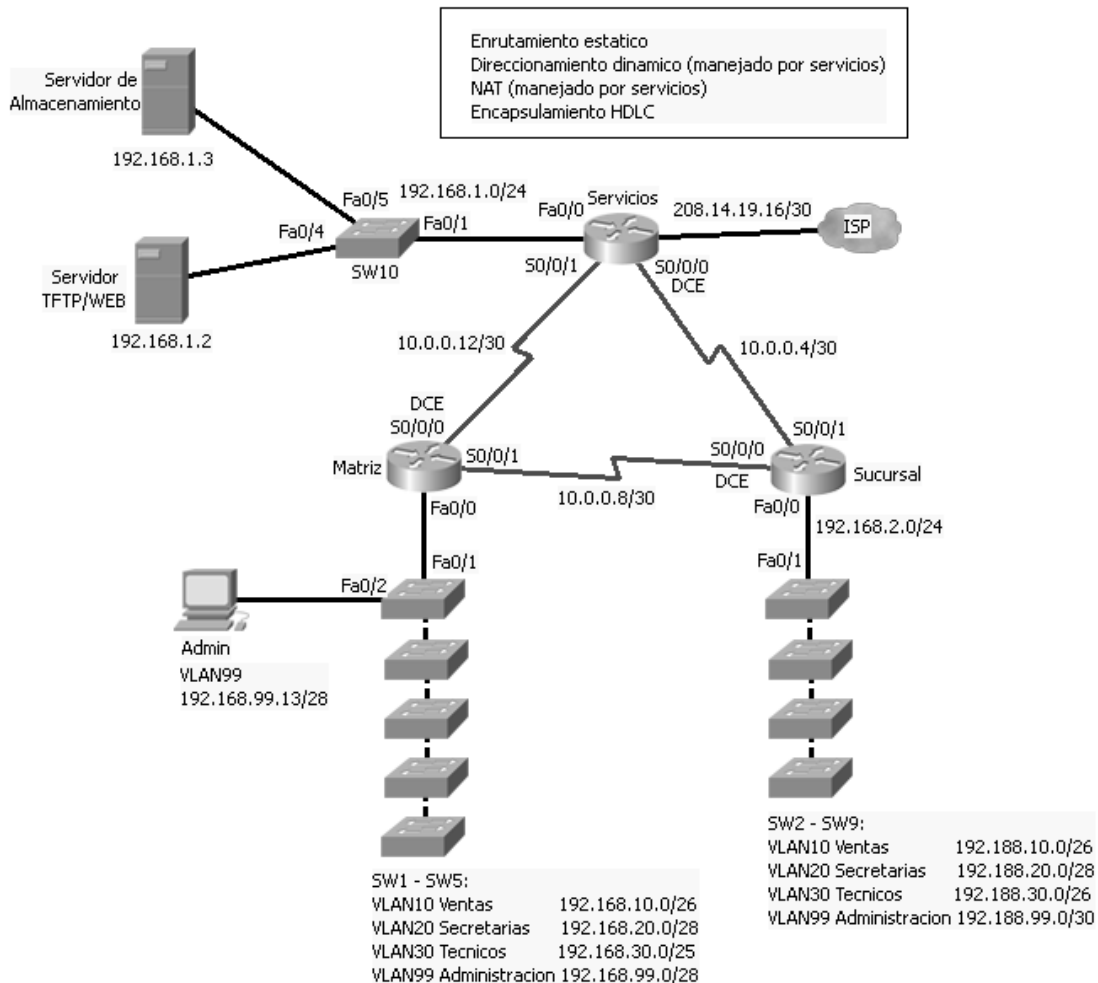 Enrutamiento estatico
Direccionamiento dinamico (manejado por servicios)
NAT (manejado por servicios)
Encapsulamiento HDLC
Servidor de
Almacenamiento
192.168.1.3
Fa0/5
192.168.1.0/24
Fa0/4
Fa0/1
SW10
Servidor
TFTP/WEB
192.168.1.2
Servicios
Fa0/0
208.14.19.16/30
ISP
S0/0/1
S0/0/0
DCE
10.0.0.12/30
10.0.0.4/30
DCE
S0/0/0
Matriz
S0/0/1
Fa0/0
10.0.0.8/30
S0/0/1
S0/0/0
DCE
Sucursal
Fa0/0
192.168.2.0/24
Fa0/1
Fa0/2
Admin
VLAN99
192.168.99.13/28
Fa0/1
SW1 - SW5:
VLAN10 Ventas 192.168.10.0/26
VLAN20 Secretarias 192.168.20.0/28
VLAN30 Tecnicos 192.168.30.0/25
VLAN99 Administracion 192.168.99.0/28
SW2 - SW9:
VLAN10 Ventas 192.188.10.0/26
VLAN20 Secretarias 192.188.20.0/28
VLAN30 Tecnicos 192.188.30.0/26
VLAN99 Administracion 192.188.99.0/30